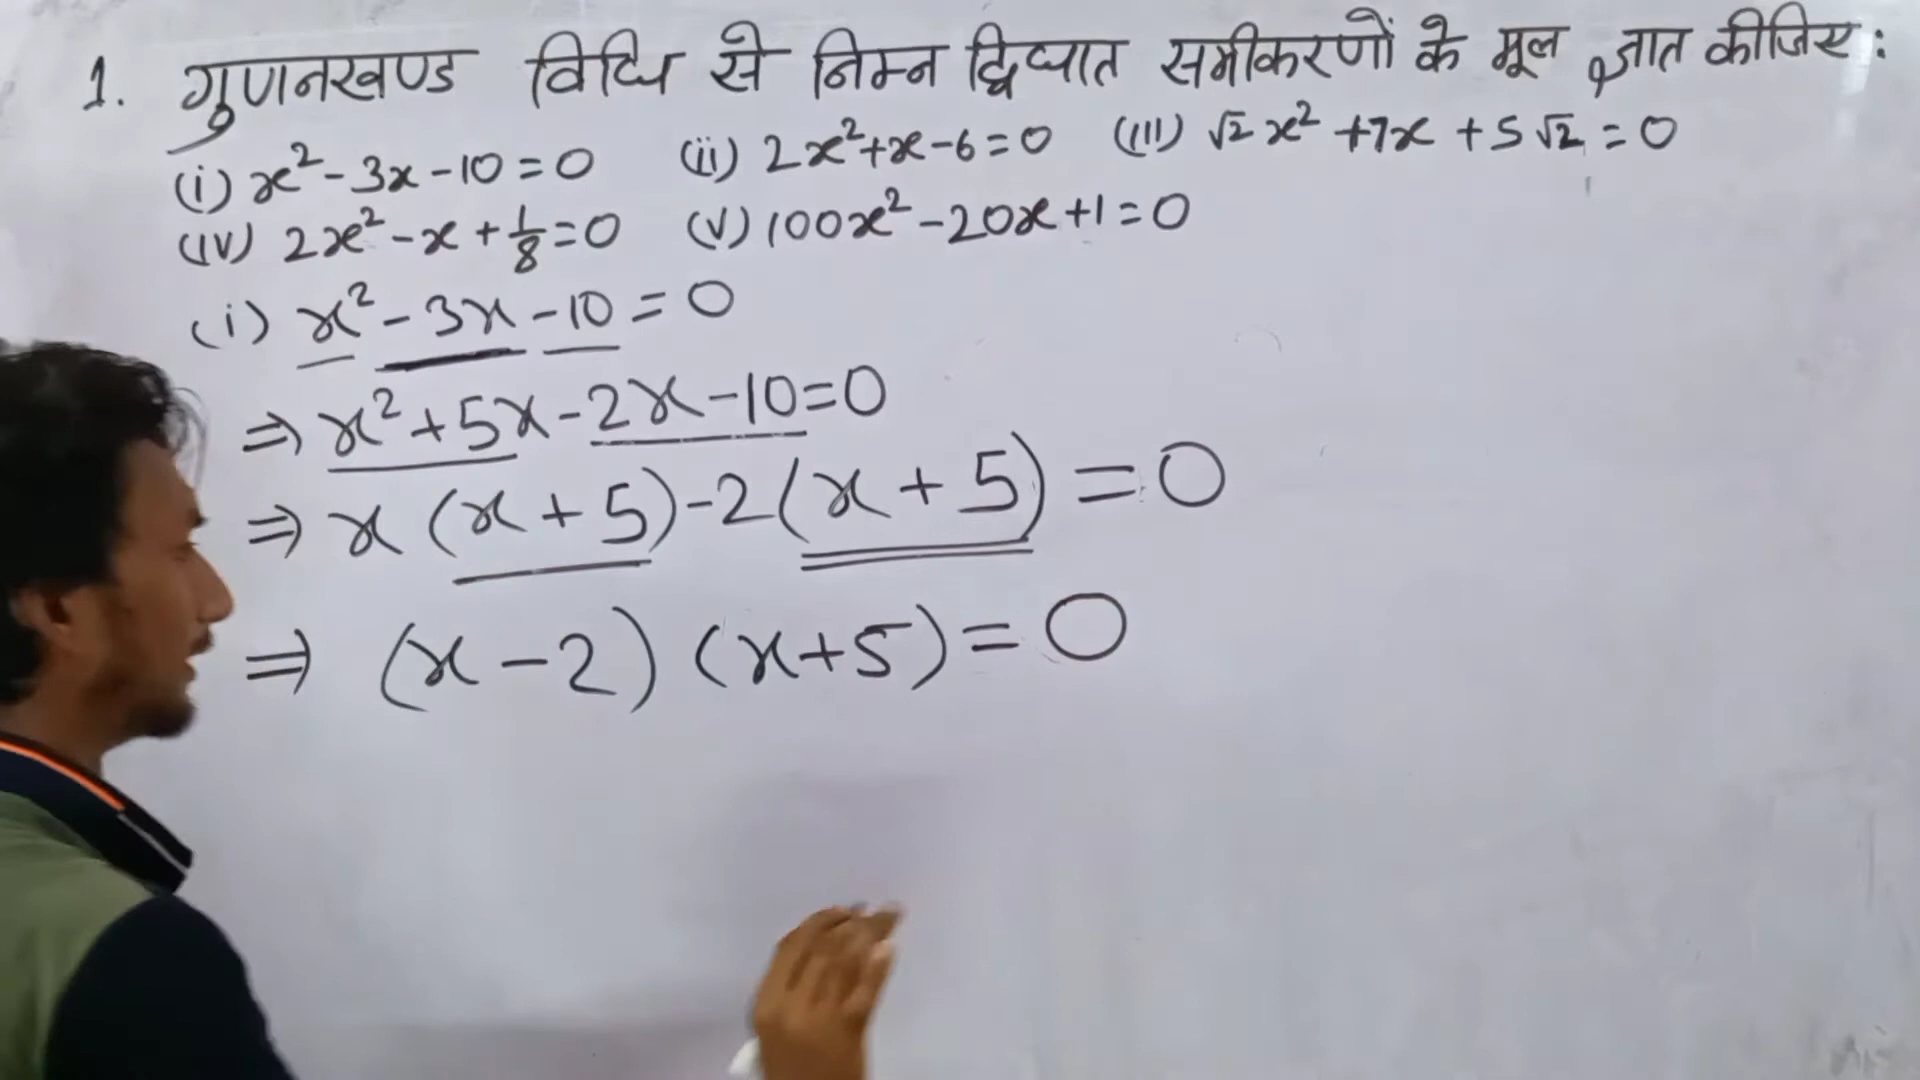 1. गुणनखण्ड विधि से निम्न द्विघात समीकरणों के मूल ज्ञात कीजिए:
(i) x² - 3x - 10 = 0 (ii) 2x² + x - 6 = 0 (iii) √2 x² + 7x + 5√2 = 0
(iv) 2x² - x + 1/8 = 0 (v) 100x² - 20x + 1 = 0
(i) x² - 3x - 10 = 0
⇒ x² + 5x - 2x - 10 = 0
⇒ x (x + 5) - 2 (x + 5) = 0
⇒ (x - 2) (x + 5) = 0